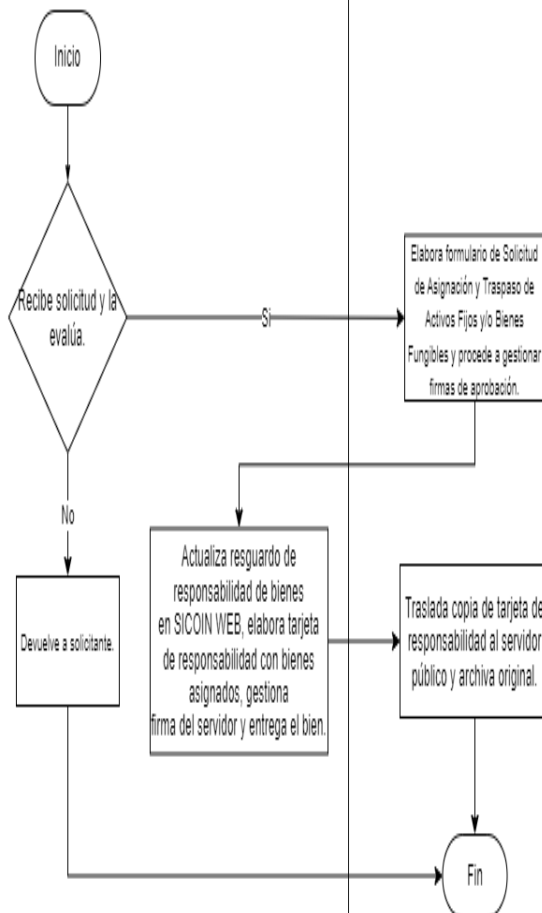 Inicio
Recibe solicitud y la
evalúa.
Si
Elabora formulario de Solicitud
de Asignación y Traspaso de
Activos Fijos y/o Bienes
Fungibles y procede a gestionar
firmas de aprobación.
No
Devuelve a solicitante.
Actualiza resguardo de
responsabilidad de bienes
en SICOIN WEB, elabora tarjeta
de responsabilidad con bienes
asignados, gestiona
firma del servidor y entrega el bien.
Traslada copia de tarjeta de
responsabilidad al servidor
público y archiva original.
Fin